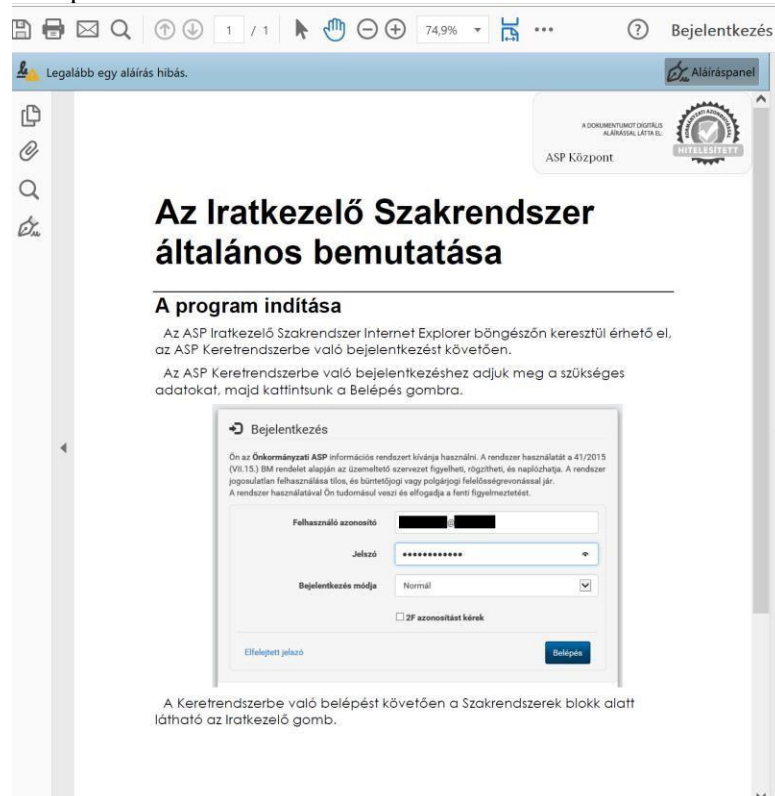 1 / 1
74,9%
Bejelentkezés
Legalább egy aláírás hibás.
Aláíráspanel
A DOKUMENTUMOT DIGITÁLIS
ALÁÍRÁSSAL LÁTTA EL:
ASP Központ
HITELESÍTETT
Az Iratkezelő Szakrendszer
általános bemutatása
A program indítása
Az ASP Iratkezelő Szakrendszer Internet Explorer böngészőn keresztül érhető el,
az ASP Keretrendszerbe való bejelentkezést követően.
Az ASP Keretrendszerbe való bejelentkezéshez adjuk meg a szükséges
adatokat, majd kattintsunk a Belépés gombra.
Bejelentkezés
Ön az Önkormányzati ASP információs rendszert kívánja használni. A rendszer használatát a 41/2015
(VII.15.) BM rendelet alapján az üzemeltető szervezet figyelheti, rögzítheti, és naplózhatja. A rendszer
jogosulatlan felhasználása tilos, és büntetőjogi vagy polgárjogi felelősségrevonással jár.
A rendszer használatával Ön tudomásul veszi és elfogadja a fenti figyelmeztetést.
Felhasználó azonosító @
Jelszó ••••••••••••
Bejelentkezés módja Normál
2F azonosítást kérek
Elfelejtett jelszó Belépés
A Keretrendszerbe való belépést követően a Szakrendszerek blokk alatt
látható az Iratkezelő gomb.